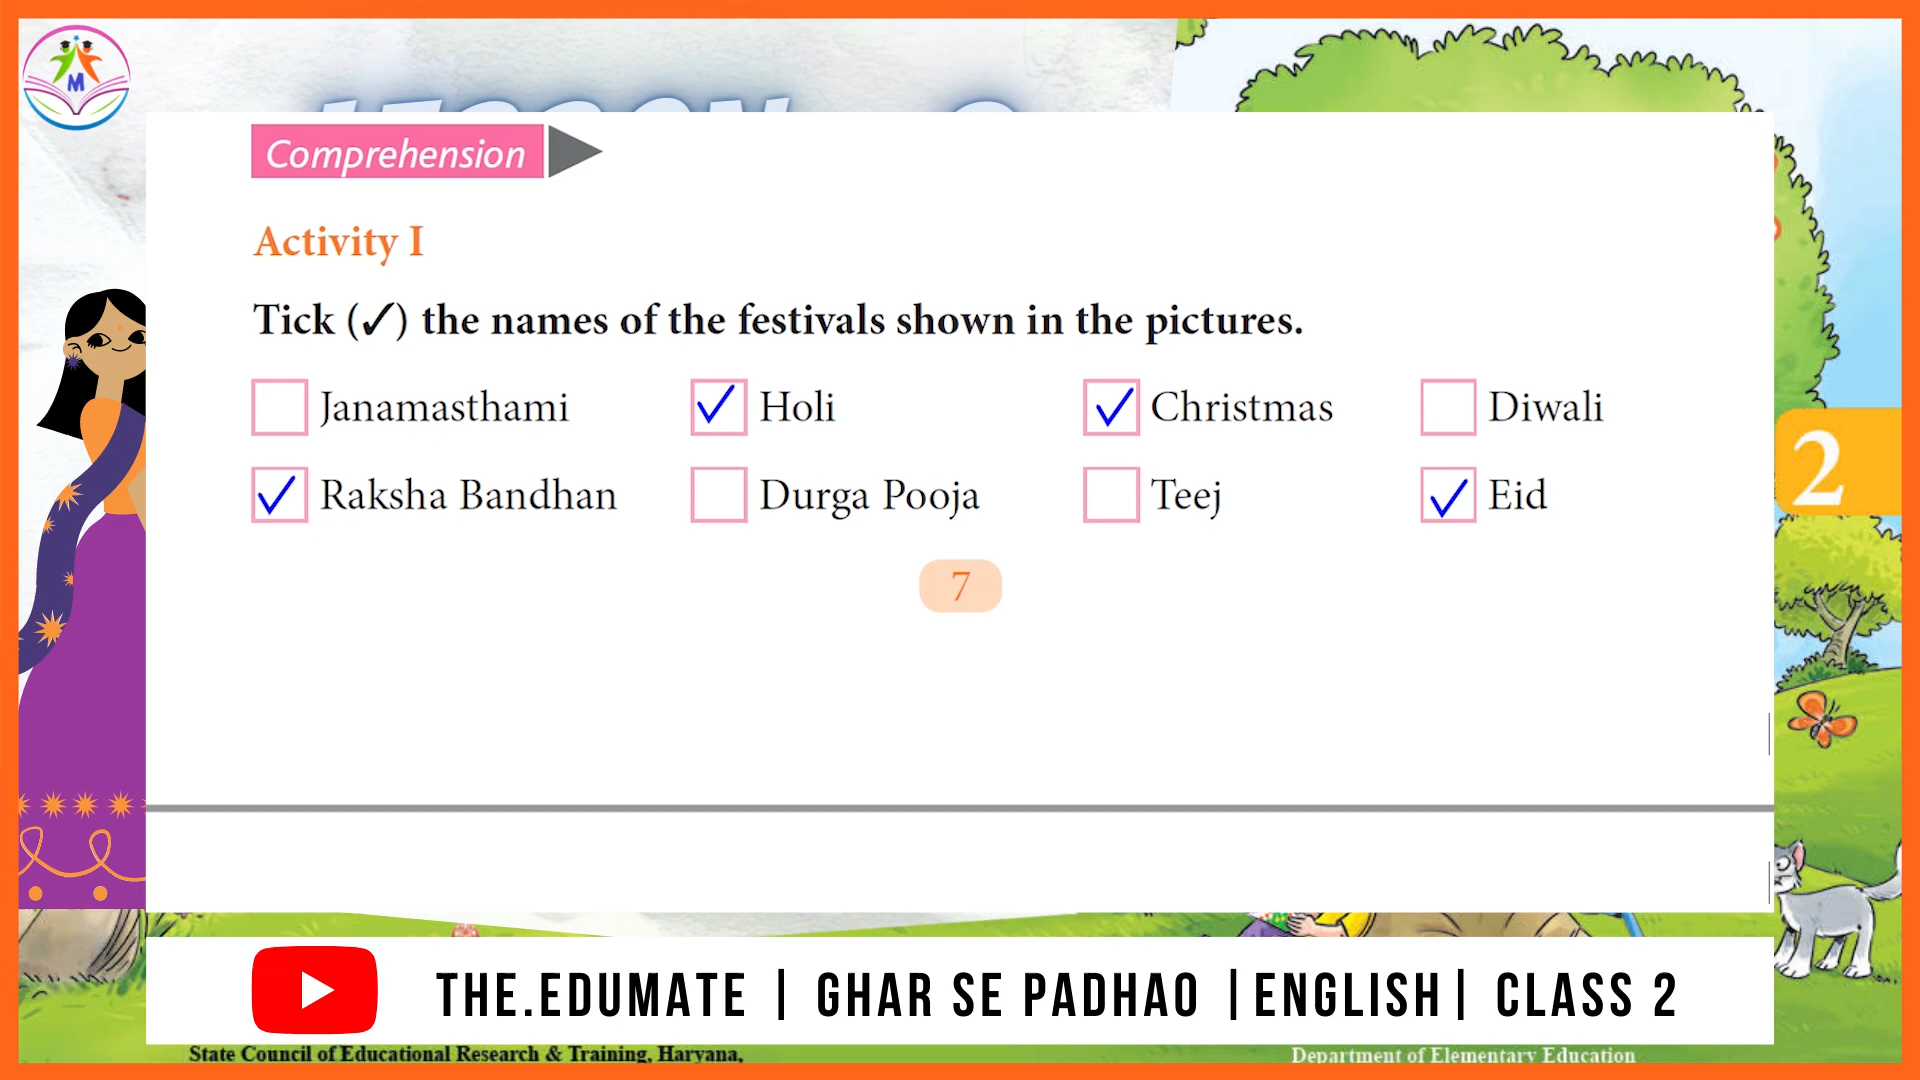 M
Comprehension
Activity I
Tick (✓) the names of the festivals shown in the pictures.
Janamasthami ✓ Holi ✓ Christmas Diwali
✓ Raksha Bandhan Durga Pooja Teej ✓ Eid
2
7
THE.EDUMATE | GHAR SE PADHAO |ENGLISH| CLASS 2
State Council of Educational Research & Training, Haryana, Department of Elementary Education